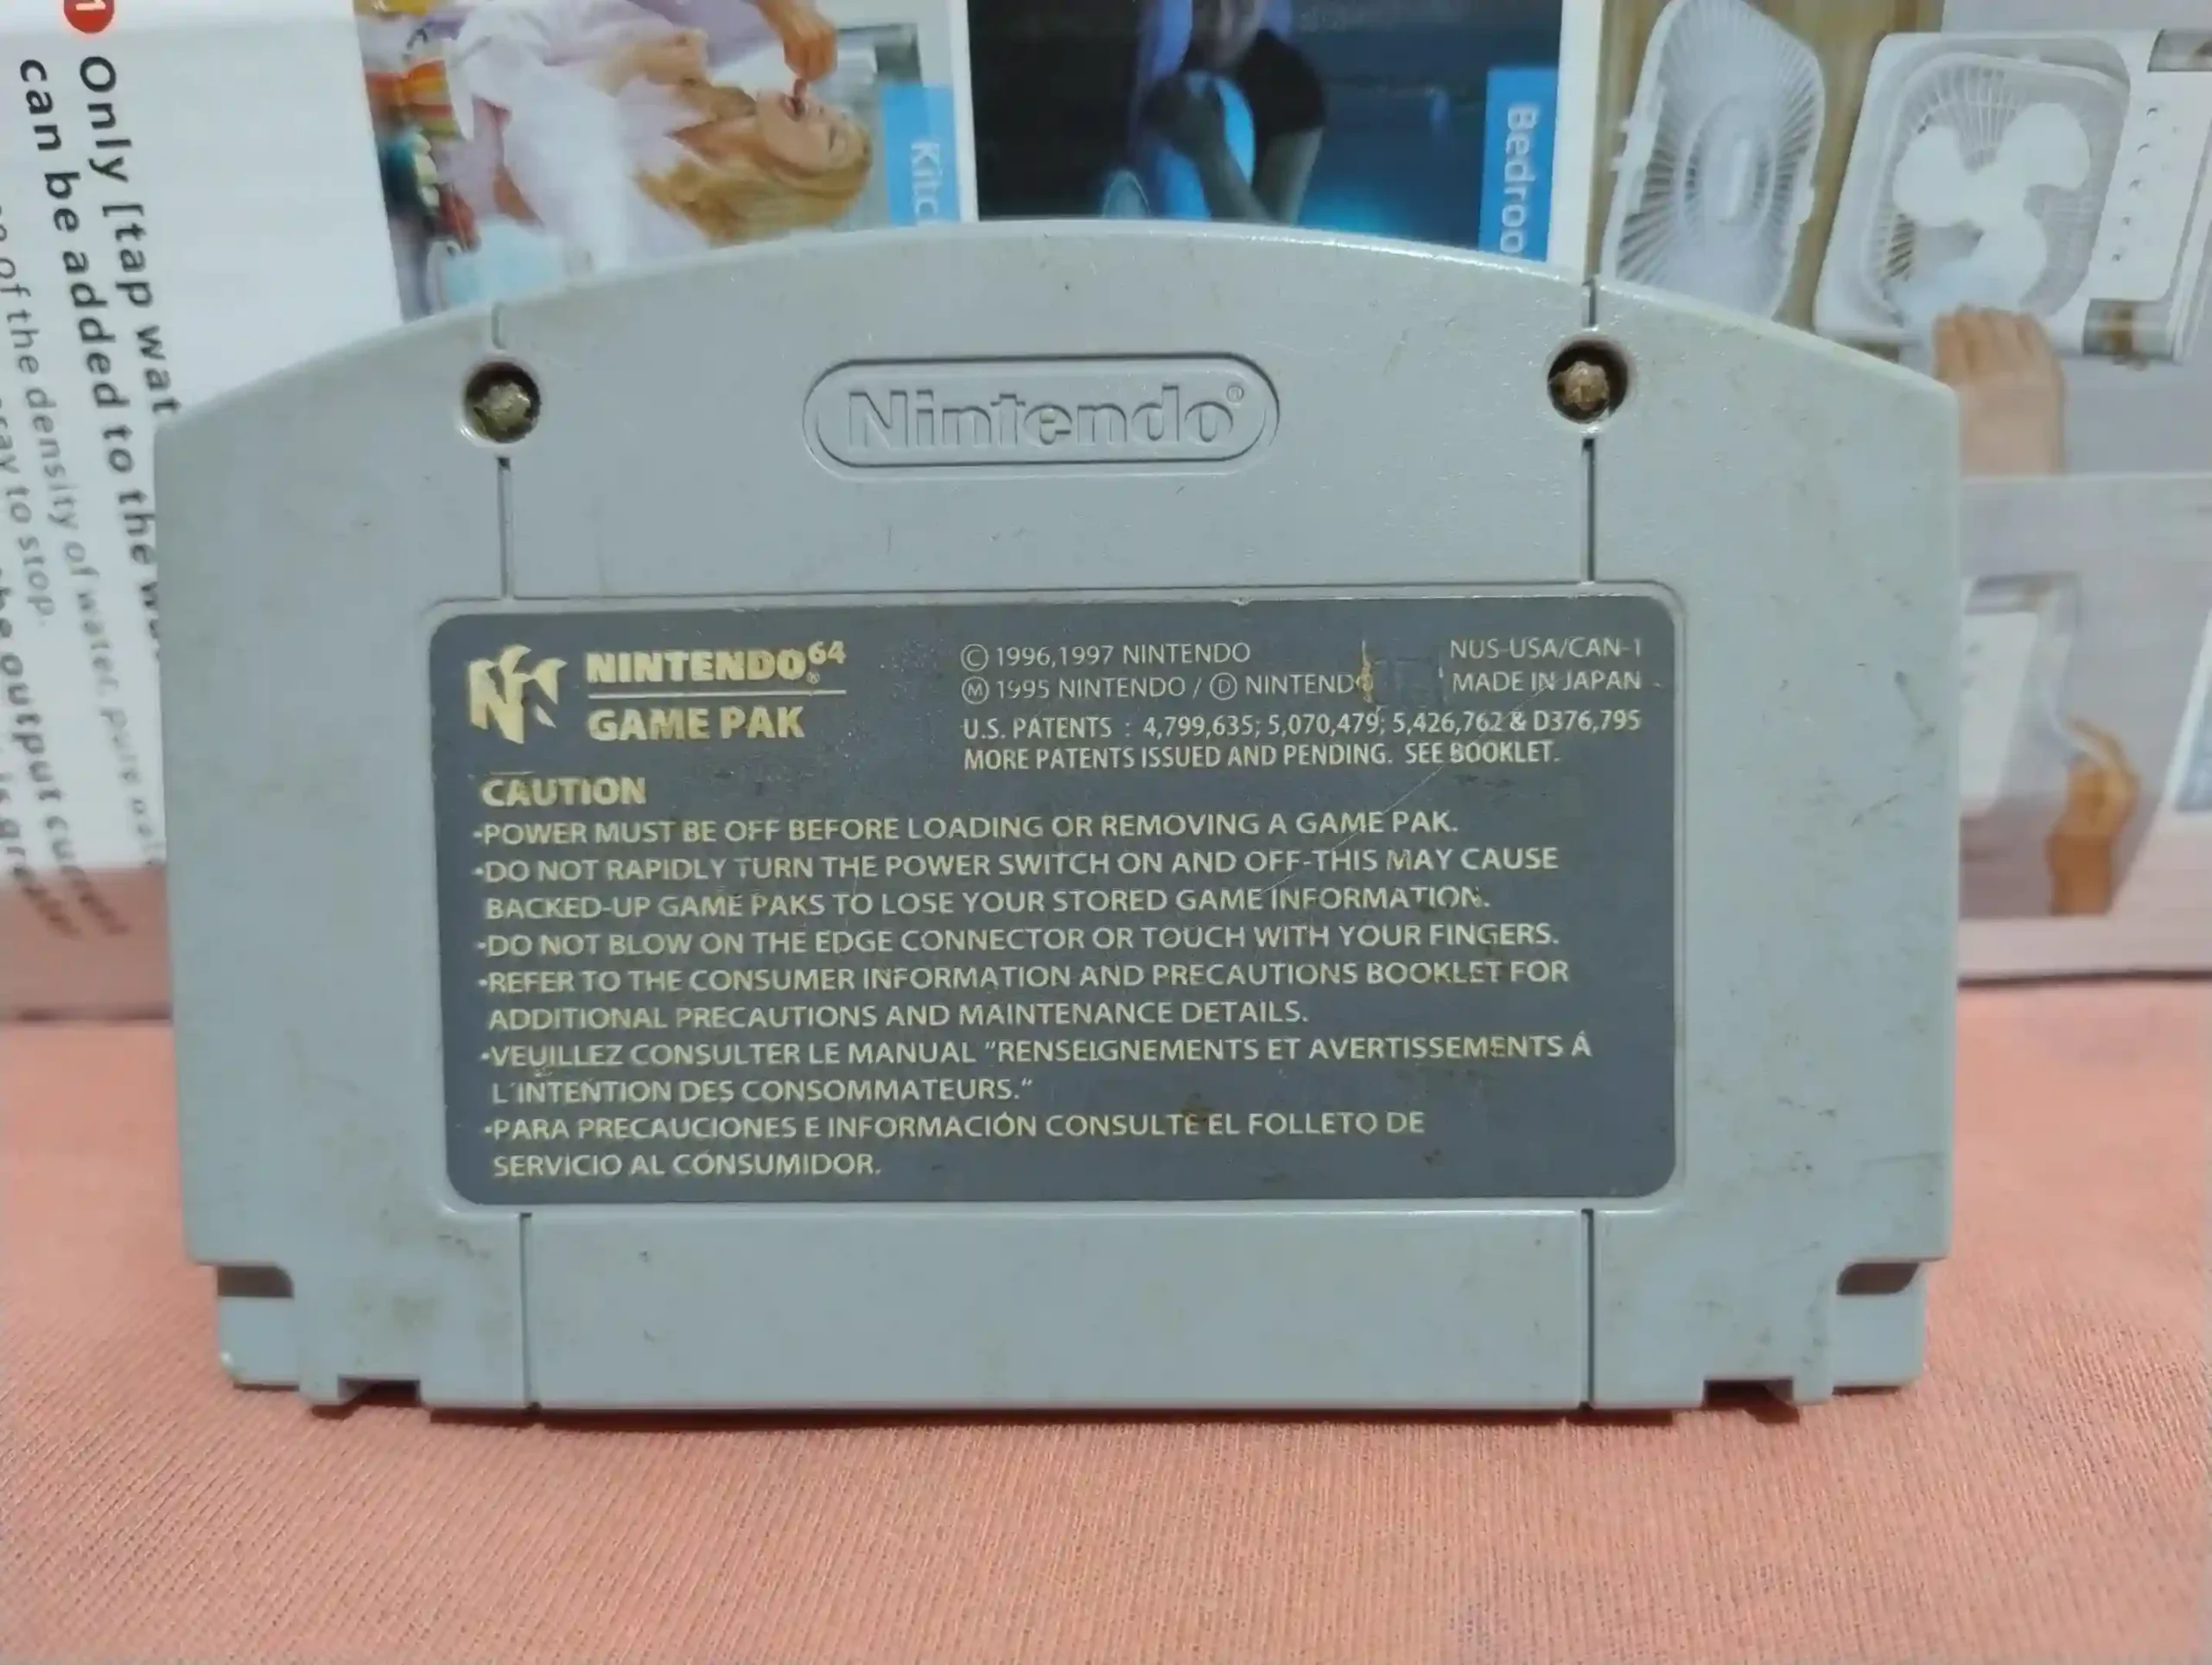 1 Only [tap wat
can be added to the
of the density of water, pure
to stop.
output
Kitc
Bedroo
Nintendo®
NINTENDO64®
GAME PAK
© 1996,1997 NINTENDO
Ⓜ 1995 NINTENDO / Ⓓ NINTENDO
NUS-USA/CAN-1
MADE IN JAPAN
U.S. PATENTS : 4,799,635; 5,070,479; 5,426,762 & D376,795
MORE PATENTS ISSUED AND PENDING. SEE BOOKLET.
CAUTION
•POWER MUST BE OFF BEFORE LOADING OR REMOVING A GAME PAK.
•DO NOT RAPIDLY TURN THE POWER SWITCH ON AND OFF-THIS MAY CAUSE
BACKED-UP GAME PAKS TO LOSE YOUR STORED GAME INFORMATION.
•DO NOT BLOW ON THE EDGE CONNECTOR OR TOUCH WITH YOUR FINGERS.
•REFER TO THE CONSUMER INFORMATION AND PRECAUTIONS BOOKLET FOR
ADDITIONAL PRECAUTIONS AND MAINTENANCE DETAILS.
•VEUILLEZ CONSULTER LE MANUAL "RENSEIGNEMENTS ET AVERTISSEMENTS Á
L'INTENTION DES CONSOMMATEURS."
•PARA PRECAUCIONES E INFORMACIÓN CONSULTE EL FOLLETO DE
SERVICIO AL CONSUMIDOR.